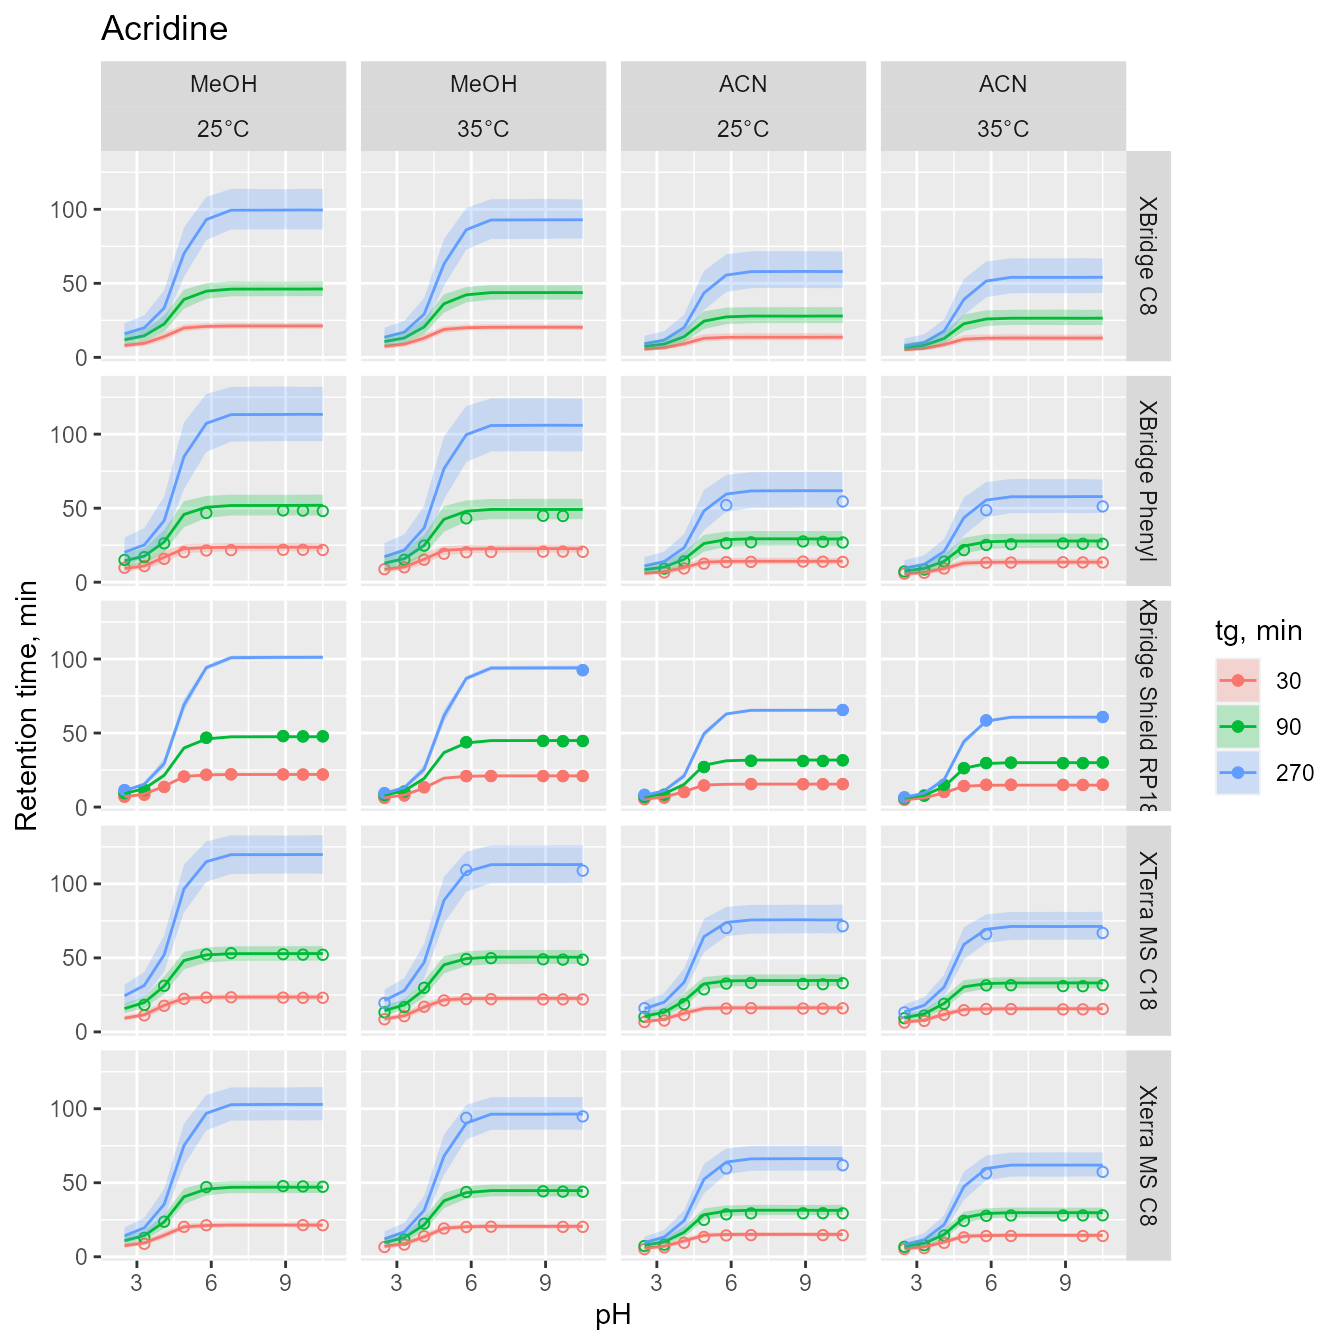 Acridine
MeOH MeOH ACN ACN
25°C 35°C 25°C 35°C
100
50
0
XBridge C8
100
50
0
XBridge Phenyl
100
50
0
XBridge Shield RP18
100
50
0
XTerra MS C18
100
50
0
Xterra MS C8
3 6 9 3 6 9 3 6 9 3 6 9
pH
Retention time, min
tg, min
30
90
270